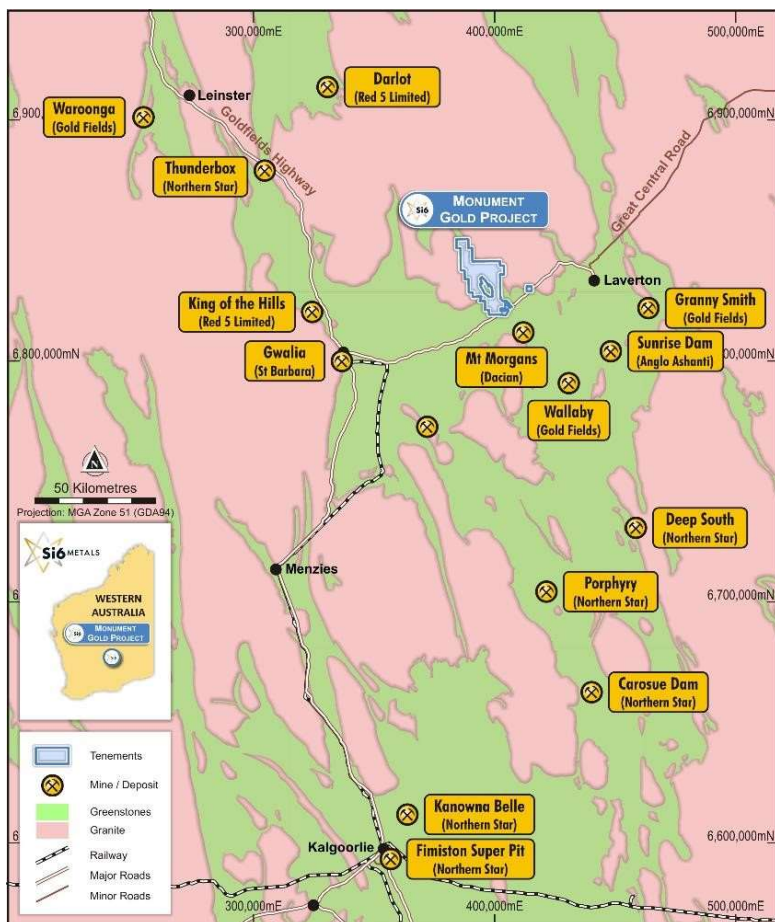 300,000mE
400,000mE
500,000mE
Darlot
(Red 5 Limited)
Leinster
Waroonga
(Gold Fields)
6,900,000mN
Goldfields Highway
Thunderbox
(Northern Star)
Great Central Road
Si6
MONUMENT
GOLD PROJECT
Laverton
King of the Hills
(Red 5 Limited)
Granny Smith
(Gold Fields)
Gwalia
(St Barbara)
Mt Morgans
(Dacian)
Sunrise Dam
(Anglo Ashanti)
6,800,000mN
Wallaby
(Gold Fields)
N
50 Kilometres
Projection: MGA Zone 51 (GDA94)
Deep South
(Northern Star)
Si6 METALS
WESTERN
AUSTRALIA
Si6
MONUMENT
GOLD PROJECT
Menzies
Porphyry
(Northern Star)
6,700,000mN
Carosue Dam
(Northern Star)
Tenements
Mine / Deposit
Greenstones
Granite
Railway
Major Roads
Minor Roads
Kanowna Belle
(Northern Star)
Kalgoorlie
Fimiston Super Pit
(Northern Star)
6,600,000mN
300,000mE
400,000mE
500,000mE